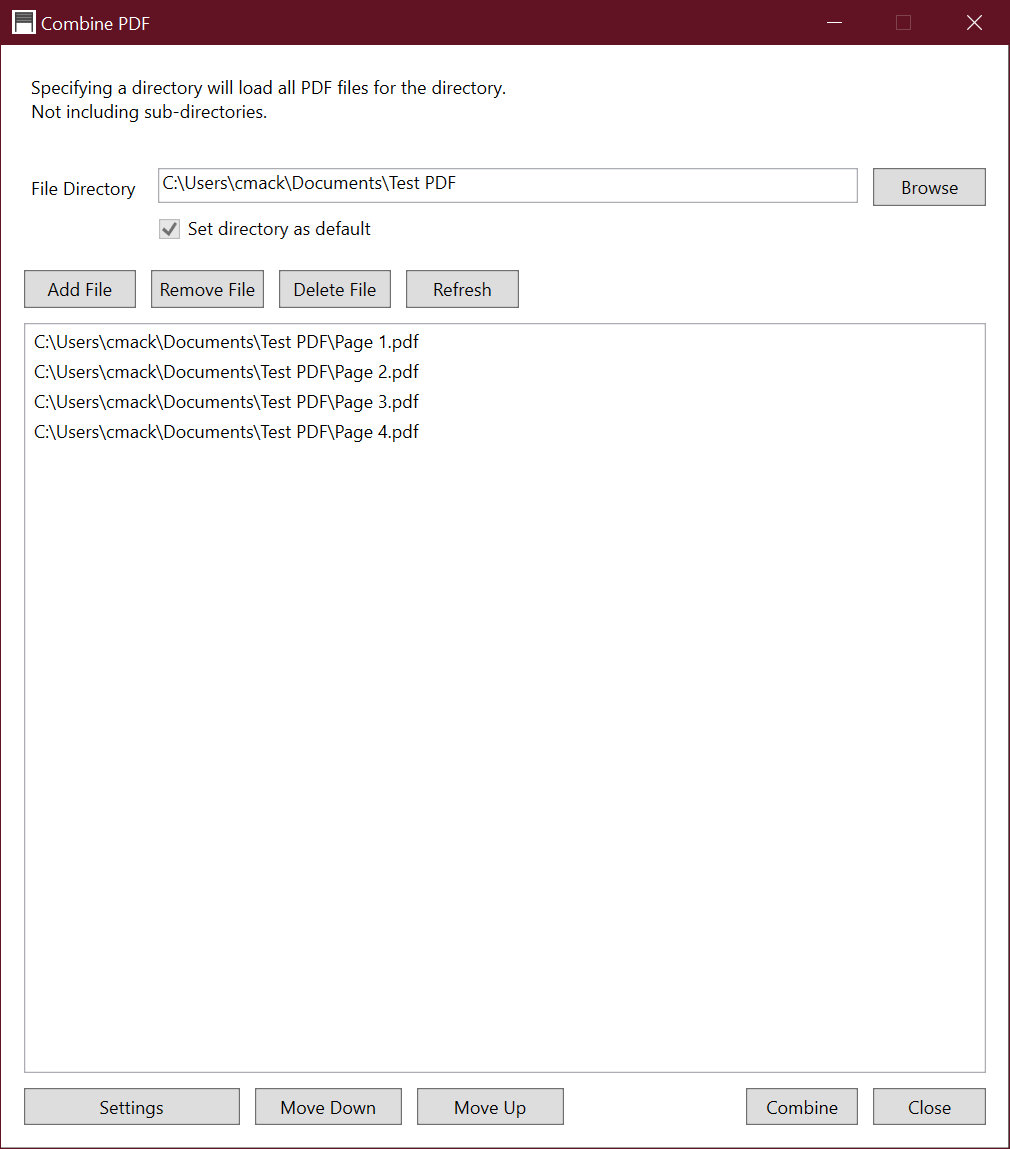 Combine PDF
Specifying a directory will load all PDF files for the directory.
Not including sub-directories.
File Directory C:\Users\cmack\Documents\Test PDF Browse
Set directory as default
Add File Remove File Delete File Refresh
C:\Users\cmack\Documents\Test PDF\Page 1.pdf
C:\Users\cmack\Documents\Test PDF\Page 2.pdf
C:\Users\cmack\Documents\Test PDF\Page 3.pdf
C:\Users\cmack\Documents\Test PDF\Page 4.pdf
Settings Move Down Move Up Combine Close